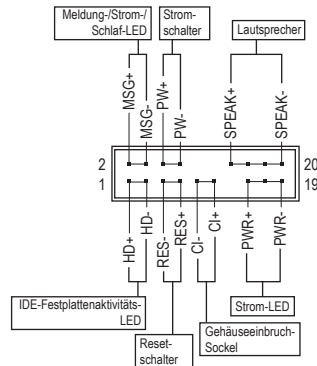 Meldung-/Strom-/
Schlaf-LED
Strom-
schalter
Lautsprecher
MSG+
MSG-
PW+
PW-
SPEAK+
SPEAK-
2
20
1
19
HD+
HD-
RES-
RES+
CI-
CI+
PWR+
PWR-
IDE-Festplattenaktivitäts-
LED
Reset-
schalter
Gehäuseeinbruch-
Sockel
Strom-LED